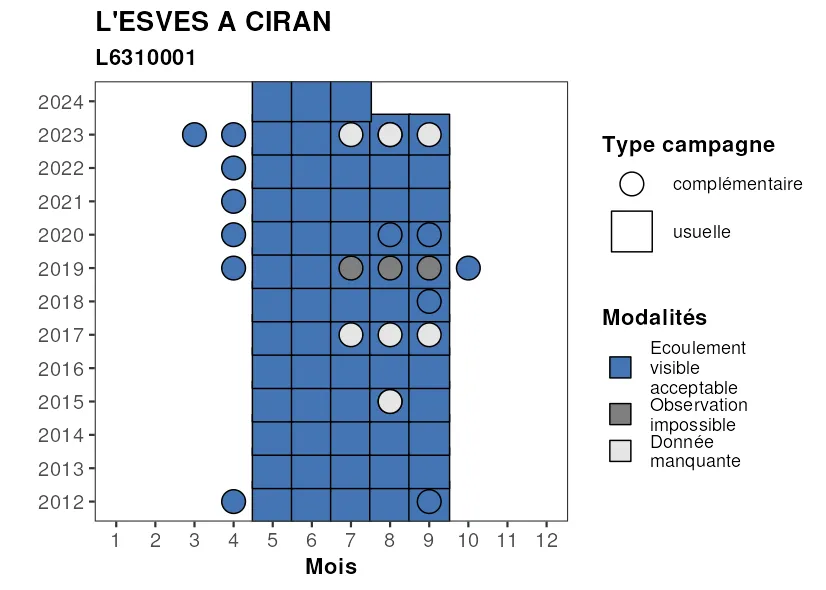 L'ESVES A CIRAN
L6310001
2024
2023
2022
2021
2020
2019
2018
2017
2016
2015
2014
2013
2012
1 2 3 4 5 6 7 8 9 10 11 12
Mois
Type campagne
complémentaire
usuelle
Modalités
Ecoulement
visible
acceptable
Observation
impossible
Donnée
manquante